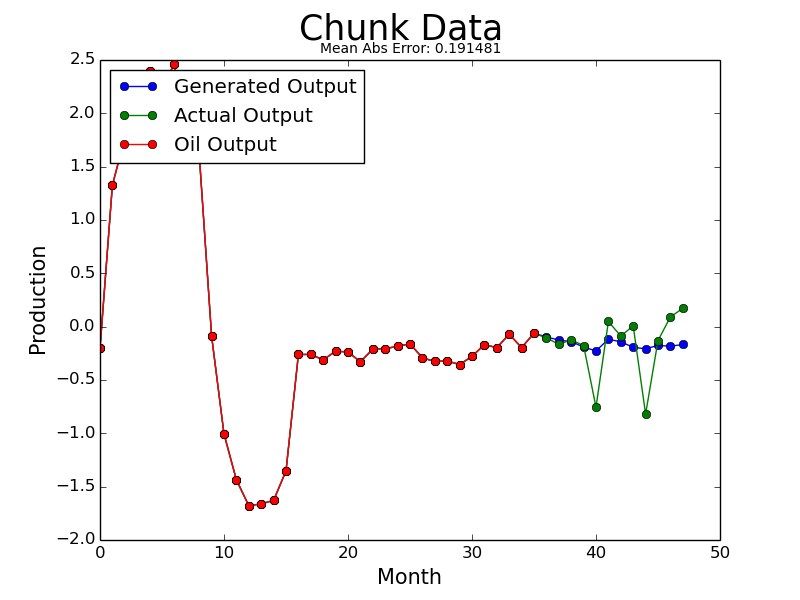 Chunk Data
Mean Abs Error: 0.191481
Generated Output
Actual Output
Oil Output
2.5
2.0
1.5
1.0
0.5
0.0
−0.5
−1.0
−1.5
−2.0
Production
0 10 20 30 40 50
Month